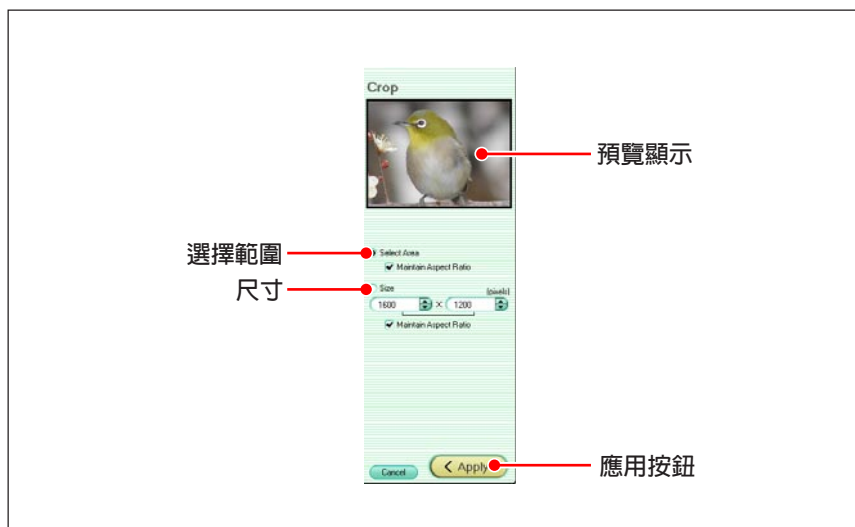 Crop
預覽顯示
選擇範圍
Select Area
Maintain Aspect Ratio
尺寸
Size
(pixels)
1600 × 1200
Maintain Aspect Ratio
Cancel
< Apply
應用按鈕